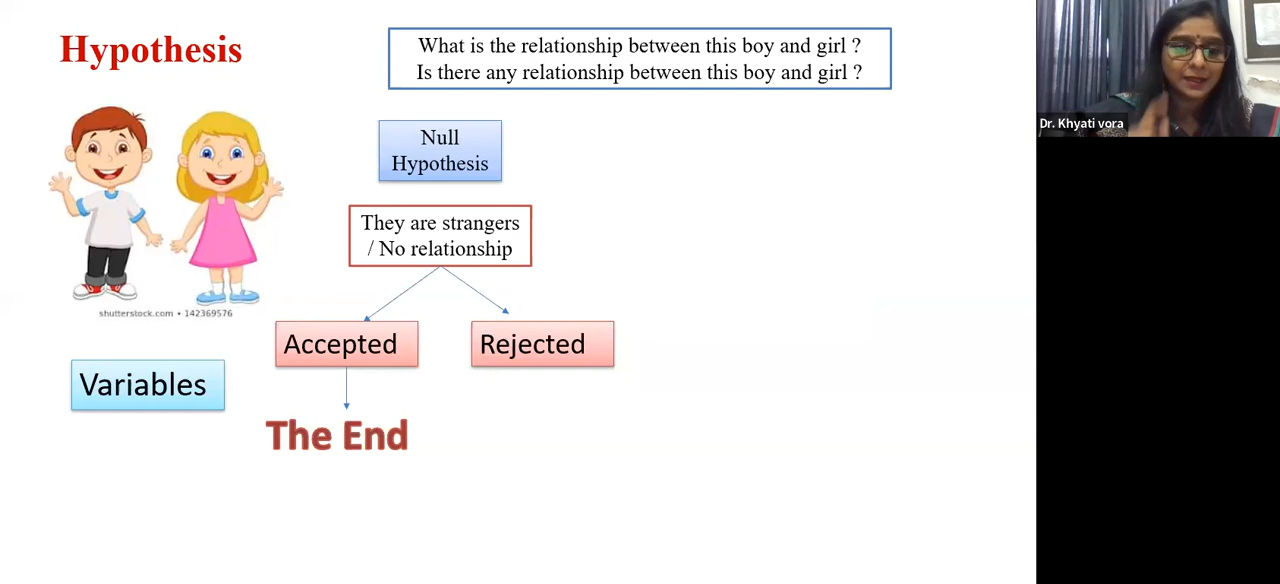 Hypothesis
What is the relationship between this boy and girl ?
Is there any relationship between this boy and girl ?
Dr. Khyati vora
Null
Hypothesis
They are strangers
/ No relationship
shutterstock.com • 142369576
Accepted
Rejected
Variables
The End